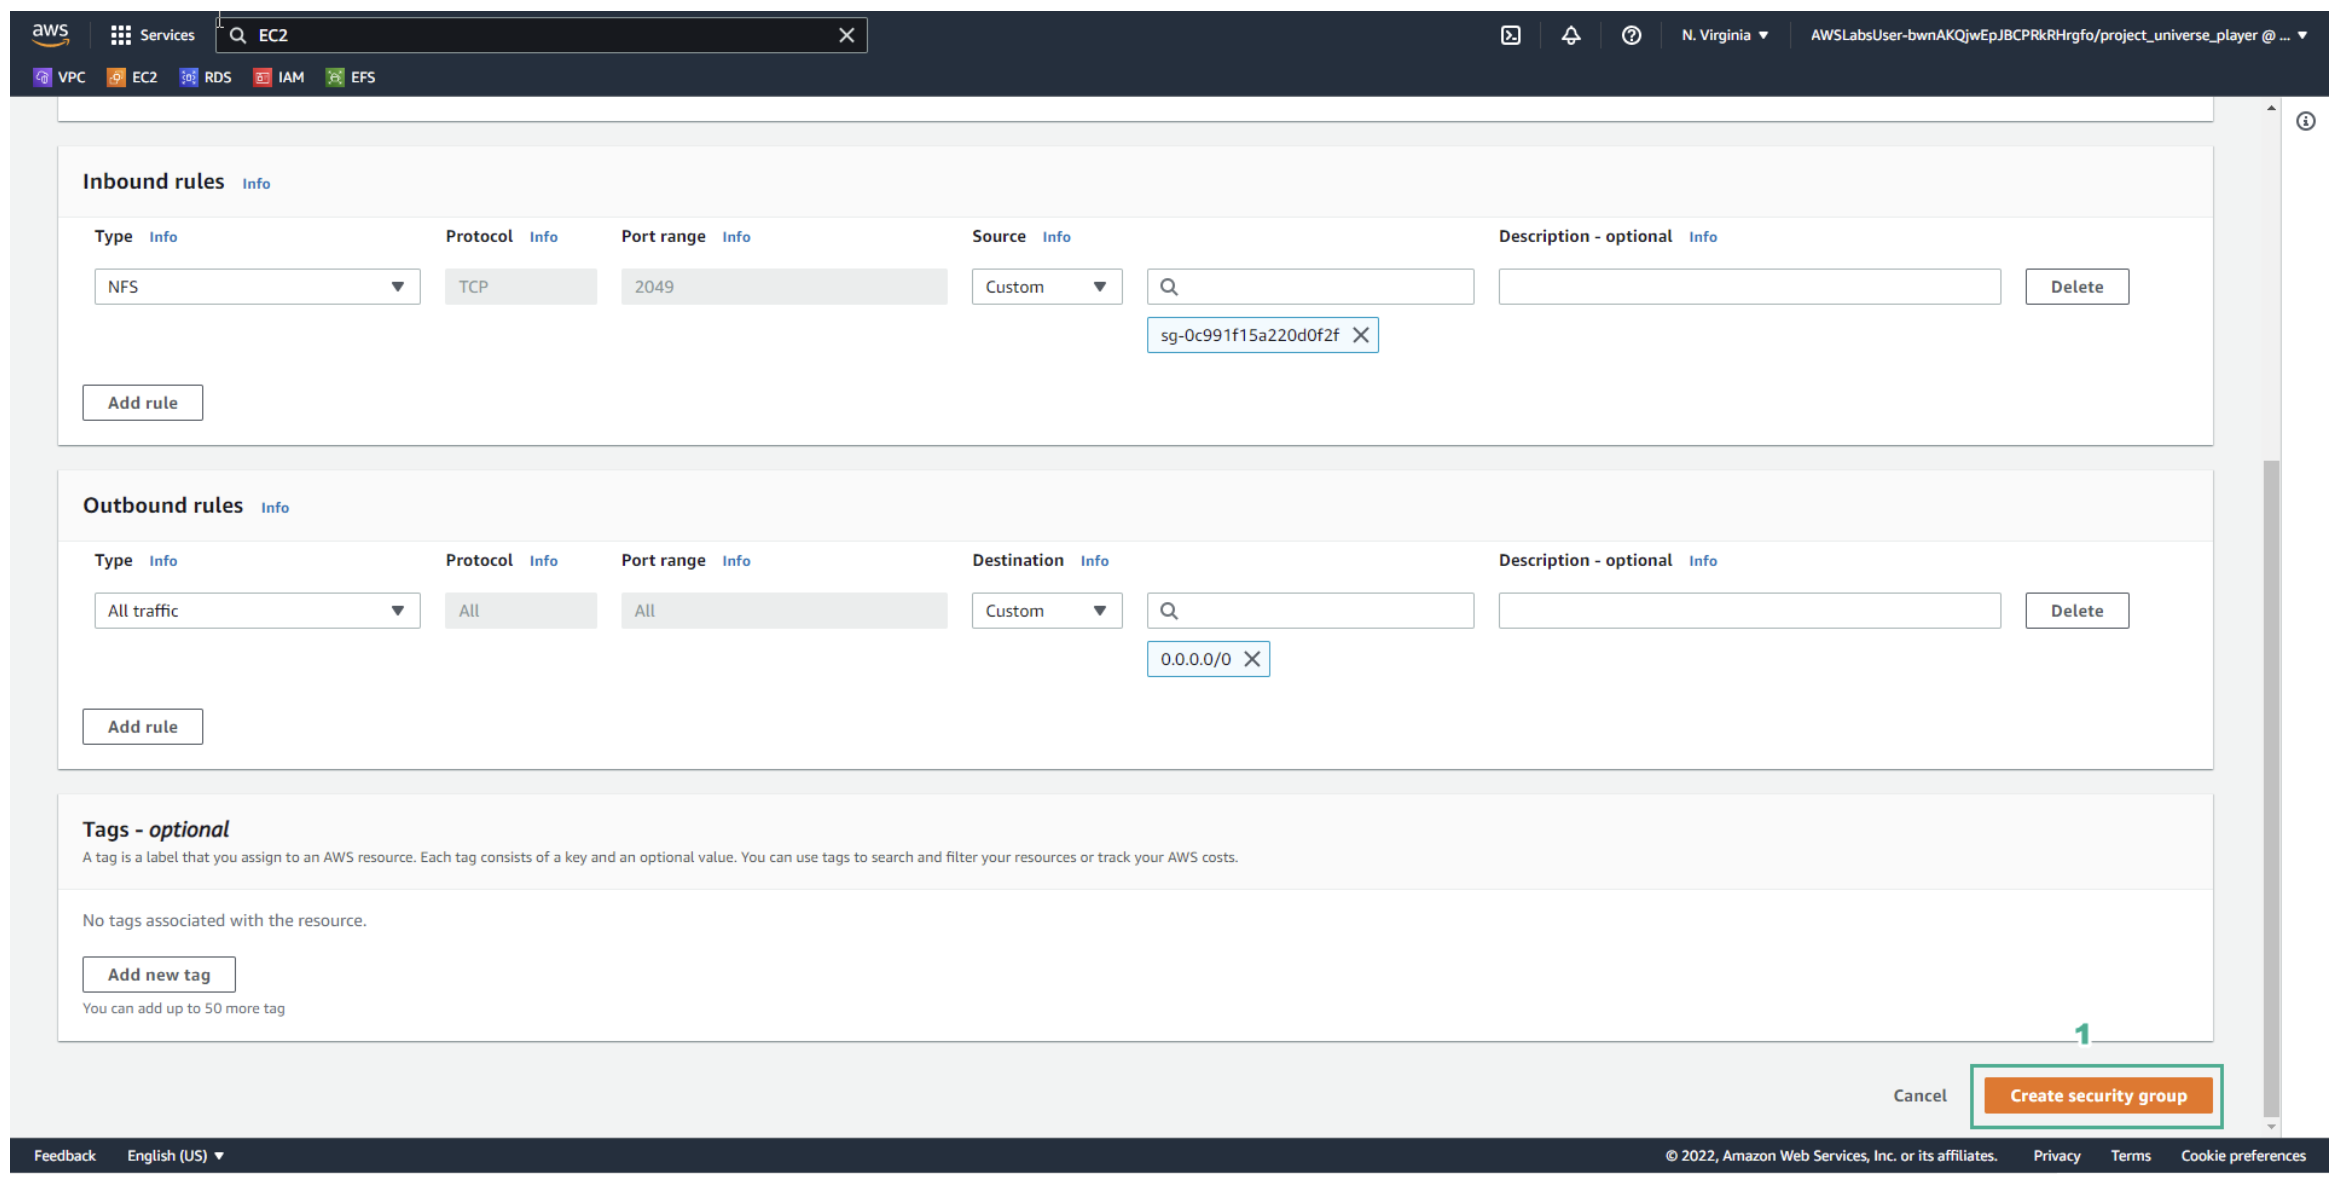 aws Services EC2 N. Virginia ▼ AWSLabsUser-bwnAKQjwEpJBCPRkRHrgfo/project_universe_player @ ... ▼
VPC EC2 RDS IAM EFS
Inbound rules Info
Type Info Protocol Info Port range Info Source Info Description - optional Info
NFS TCP 2049 Custom Delete
sg-0c991f15a220d0f2f
Add rule
Outbound rules Info
Type Info Protocol Info Port range Info Destination Info Description - optional Info
All traffic All All Custom Delete
0.0.0.0/0
Add rule
Tags - optional
A tag is a label that you assign to an AWS resource. Each tag consists of a key and an optional value. You can use tags to search and filter your resources or track your AWS costs.
No tags associated with the resource.
Add new tag
You can add up to 50 more tag
1
Cancel Create security group
Feedback English (US) ▼ © 2022, Amazon Web Services, Inc. or its affiliates. Privacy Terms Cookie preferences